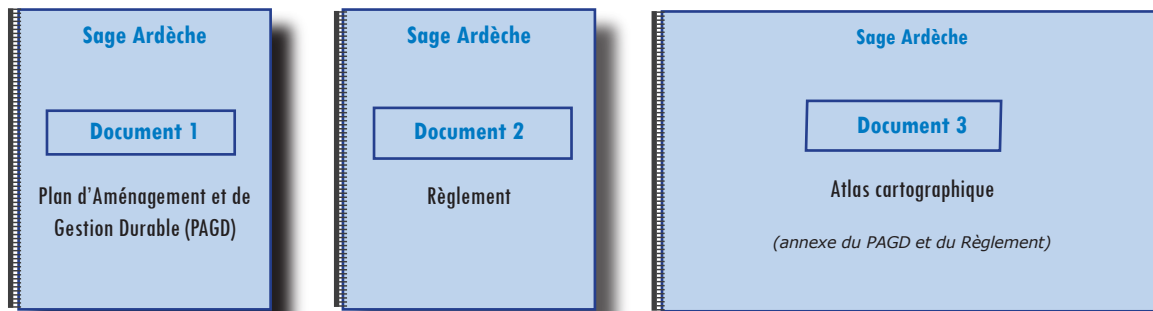 Sage Ardèche
Document 1
Plan d'Aménagement et de
Gestion Durable (PAGD)
Sage Ardèche
Document 2
Règlement
Sage Ardèche
Document 3
Atlas cartographique
(annexe du PAGD et du Règlement)